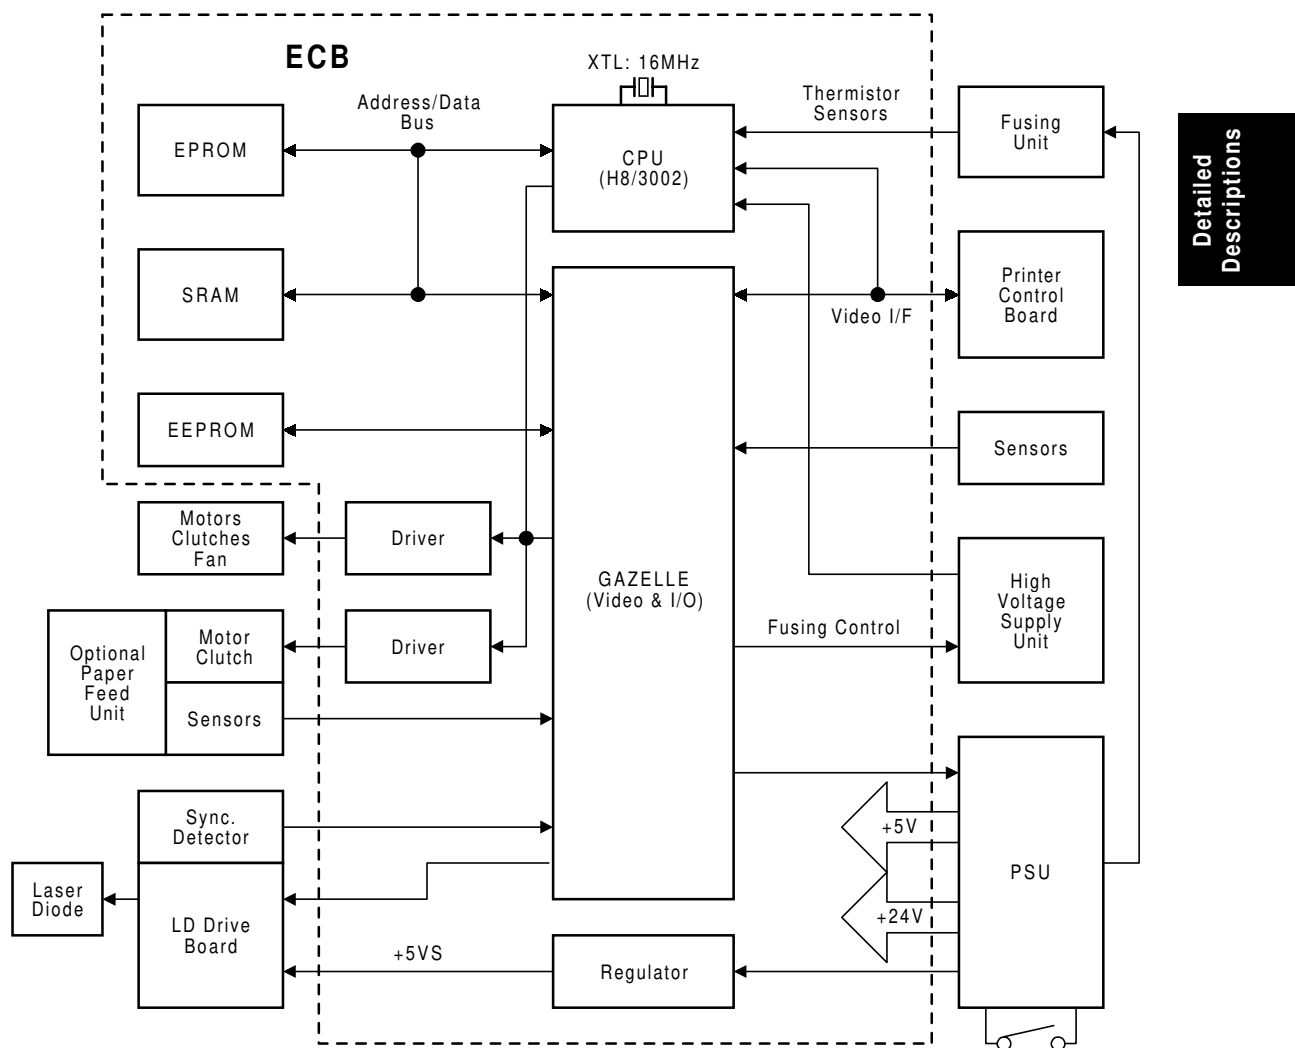 ECB
XTL: 16MHz
Address/Data
Bus
Thermistor
Sensors
EPROM
CPU
(H8/3002)
Fusing
Unit
Detailed
Descriptions
SRAM
Video I/F
Printer
Control
Board
EEPROM
Sensors
Motors
Clutches
Fan
Driver
GAZELLE
(Video & I/O)
High
Voltage
Supply
Unit
Fusing Control
Optional
Paper
Feed
Unit
Motor
Clutch
Driver
Sensors
Sync.
Detector
+5V
PSU
Laser
Diode
LD Drive
Board
+24V
+5VS
Regulator